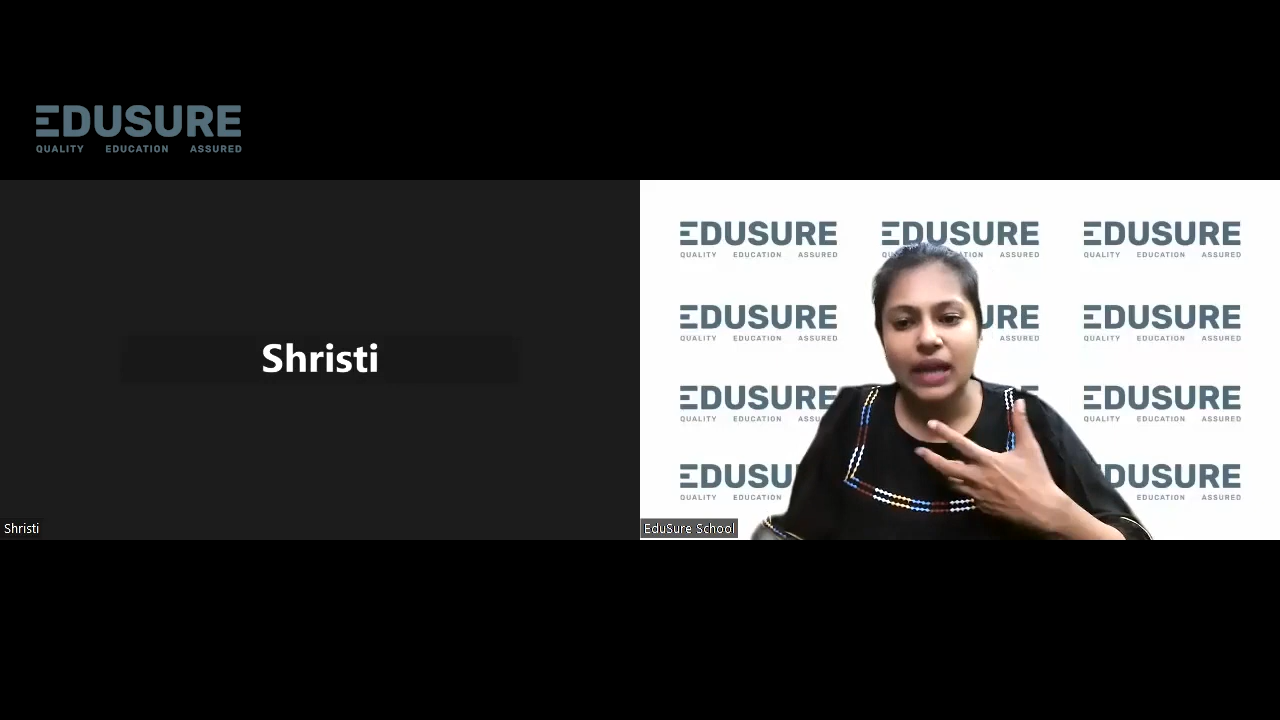 EDUSURE
QUALITY EDUCATION ASSURED
Shristi
Shristi
EDUSURE EDUSURE EDUSURE
QUALITY EDUCATION ASSURED QUALITY EDUCATION ASSURED
EDUSURE EDUSURE
QUALITY EDUCATION ASSURED ASSURED QUALITY EDUCATION ASSURED
EDUSURE EDUSURE
QUALITY EDUCATION ASSURED ASSURED QUALITY EDUCATION ASSURED
EDUSURE
QUALITY EDUCATION EDUCATION ASSURED
EduSure School